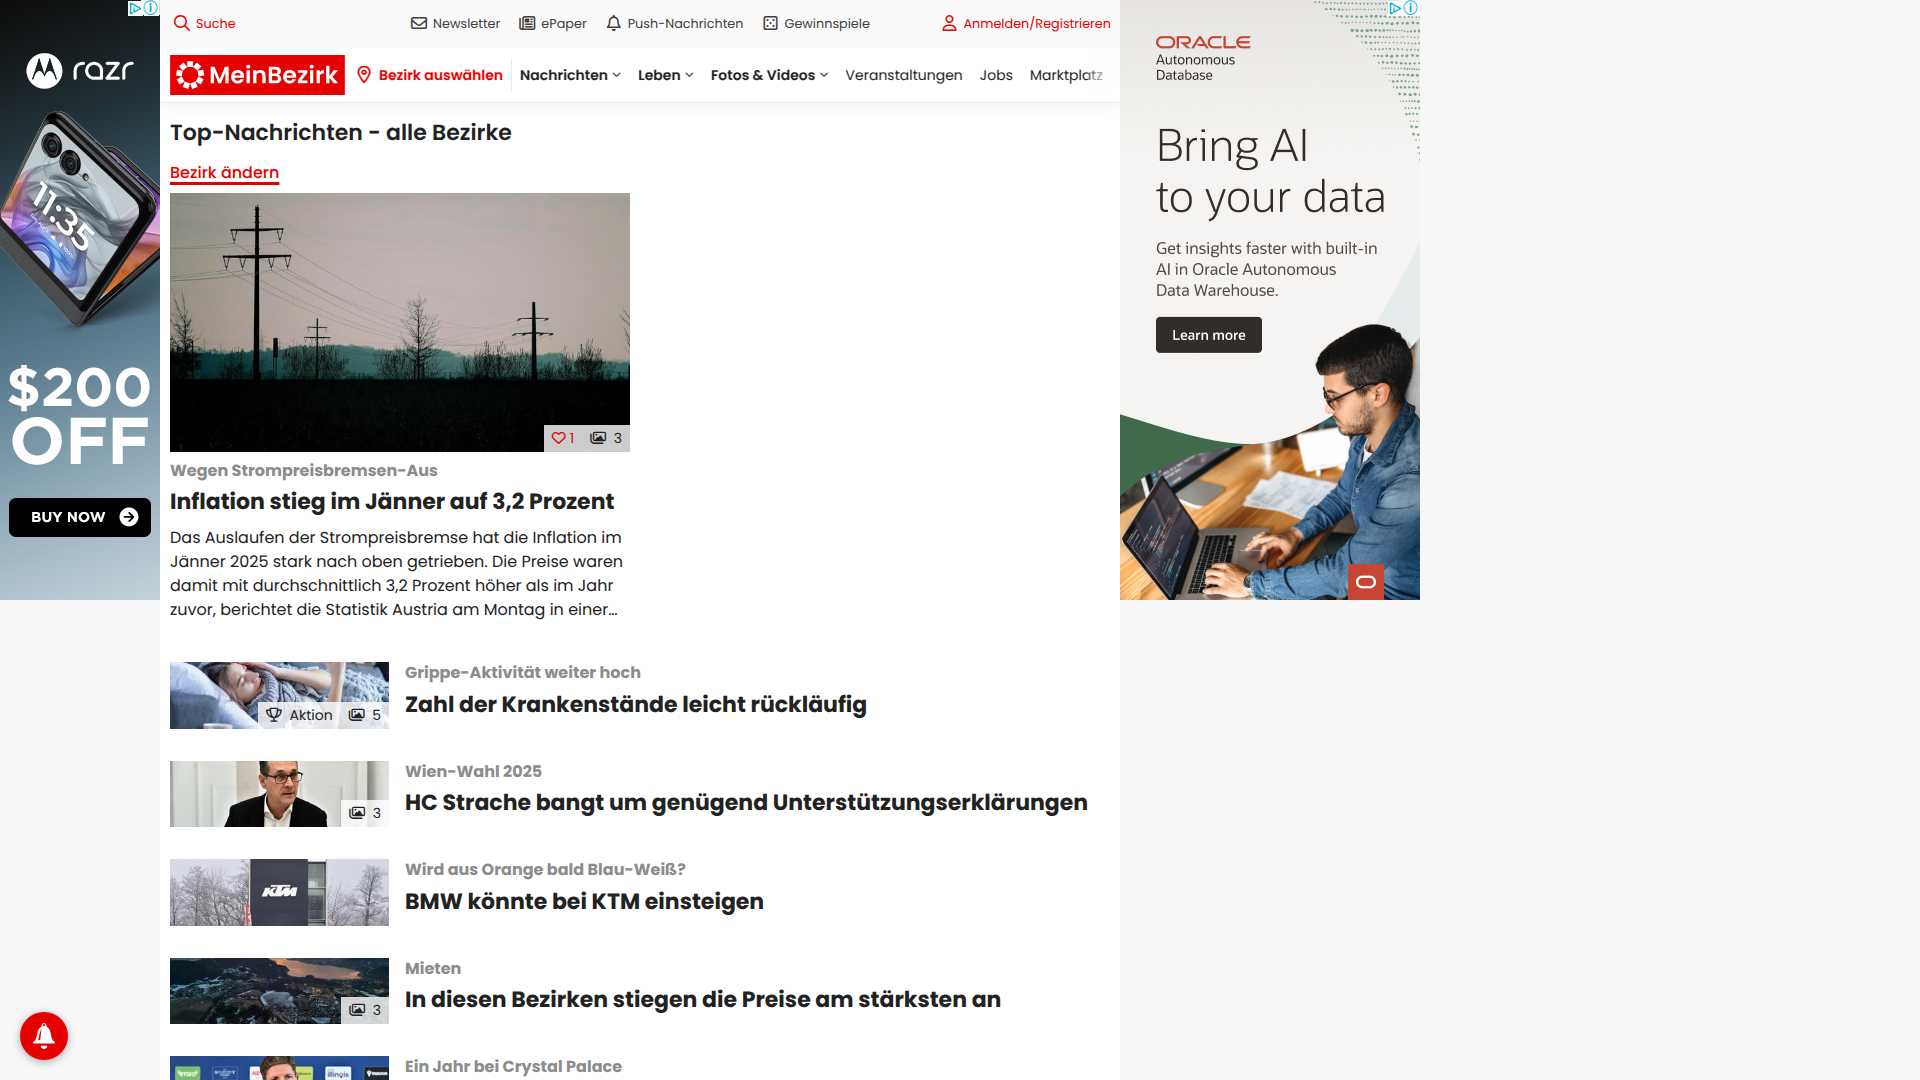 Suche
Newsletter
ePaper
Push-Nachrichten
Gewinnspiele
Anmelden/Registrieren
MeinBezirk
Bezirk auswählen
Nachrichten
Leben
Fotos & Videos
Veranstaltungen
Jobs
Marktplatz
razr
11:35
$200
OFF
BUY NOW
Top-Nachrichten - alle Bezirke
Bezirk ändern
1
3
Wegen Strompreisbremsen-Aus
Inflation stieg im Jänner auf 3,2 Prozent
Das Auslaufen der Strompreisbremse hat die Inflation im
Jänner 2025 stark nach oben getrieben. Die Preise waren
damit mit durchschnittlich 3,2 Prozent höher als im Jahr
zuvor, berichtet die Statistik Austria am Montag in einer...
Aktion
5
Grippe-Aktivität weiter hoch
Zahl der Krankenstände leicht rückläufig
3
Wien-Wahl 2025
HC Strache bangt um genügend Unterstützungserklärungen
KTM
Wird aus Orange bald Blau-Weiß?
BMW könnte bei KTM einsteigen
3
Mieten
In diesen Bezirken stiegen die Preise am stärksten an
Ein Jahr bei Crystal Palace
ORACLE
Autonomous
Database
Bring AI
to your data
Get insights faster with built-in
AI in Oracle Autonomous
Data Warehouse.
Learn more